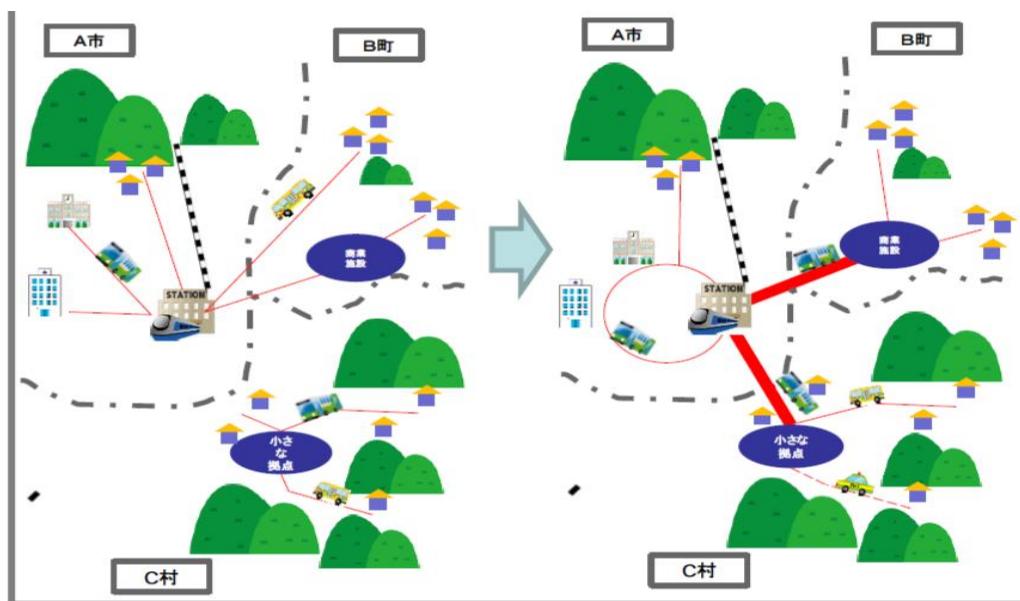 A市
B町
STATION
商業
施設
小さ
な
拠点
C村
A市
B町
STATION
商業
施設
小さな
拠点
C村